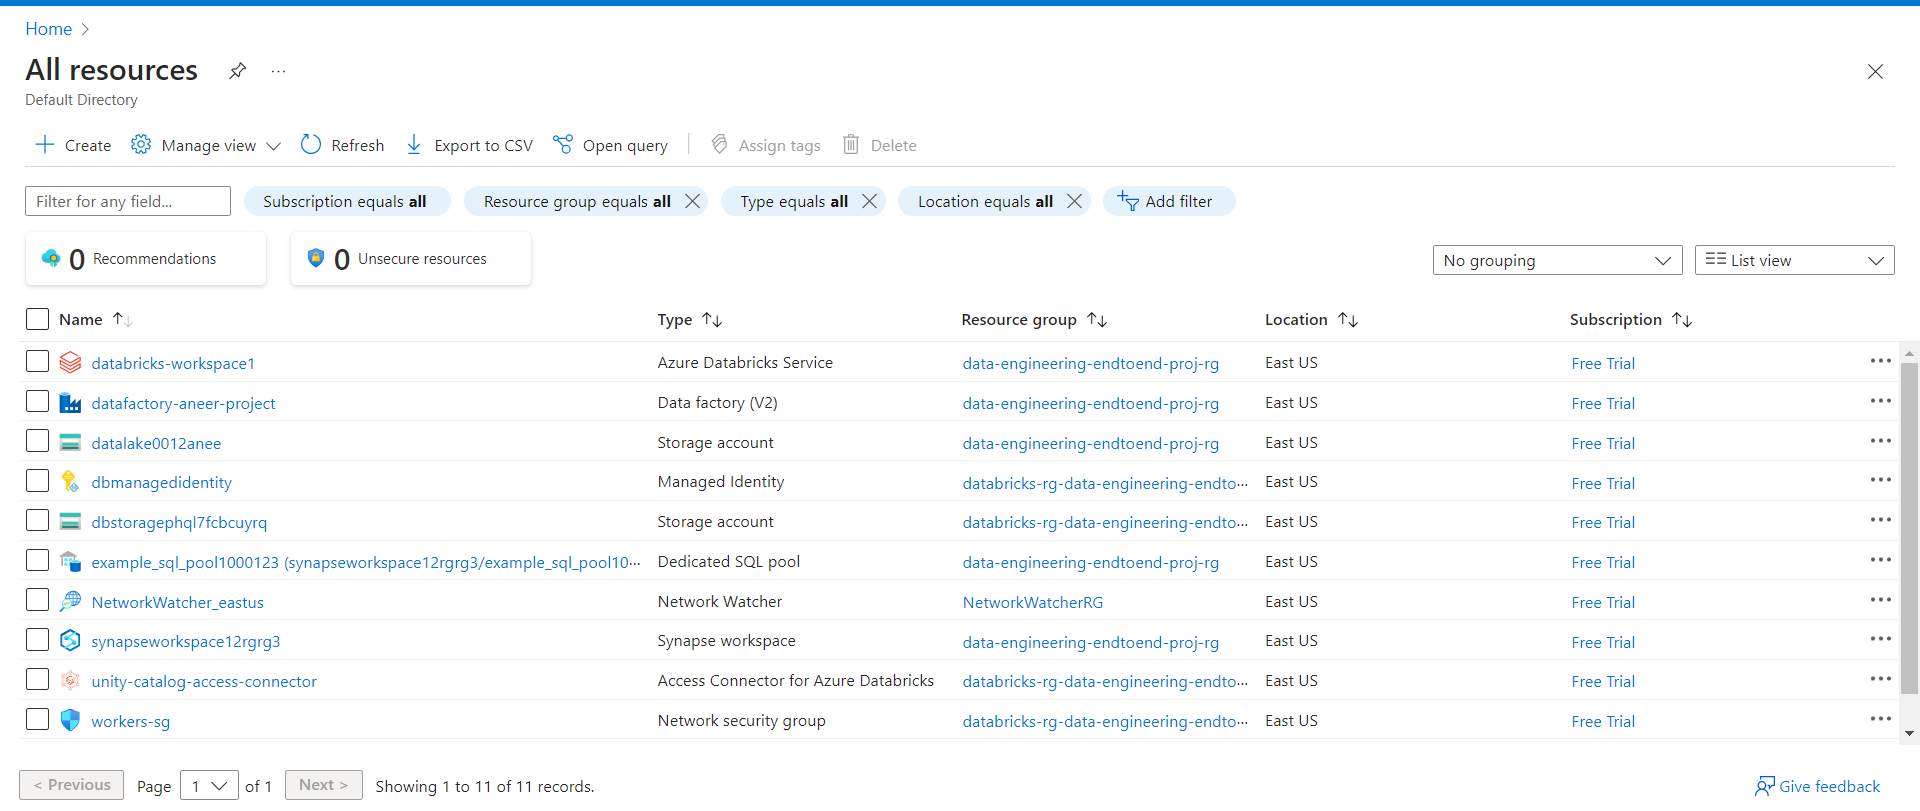 Home
All resources
Default Directory
Create Manage view Refresh Export to CSV Open query Assign tags Delete
Filter for any field... Subscription equals all Resource group equals all Type equals all Location equals all Add filter
0 Recommendations 0 Unsecure resources No grouping List view
Name Type Resource group Location Subscription
databricks-workspace1 Azure Databricks Service data-engineering-endtoend-proj-rg East US Free Trial
datafactory-aneer-project Data factory (V2) data-engineering-endtoend-proj-rg East US Free Trial
datalake0012anee Storage account data-engineering-endtoend-proj-rg East US Free Trial
dbmanagedidentity Managed Identity databricks-rg-data-engineering-endto... East US Free Trial
dbstoragephql7fcbcuyrq Storage account databricks-rg-data-engineering-endto... East US Free Trial
example_sql_pool1000123 (synapseworkspace12rgrg3/example_sql_pool10... Dedicated SQL pool data-engineering-endtoend-proj-rg East US Free Trial
NetworkWatcher_eastus Network Watcher NetworkWatcherRG East US Free Trial
synapseworkspace12rgrg3 Synapse workspace data-engineering-endtoend-proj-rg East US Free Trial
unity-catalog-access-connector Access Connector for Azure Databricks databricks-rg-data-engineering-endto... East US Free Trial
workers-sg Network security group databricks-rg-data-engineering-endto... East US Free Trial
< Previous Page 1 of 1 Next > Showing 1 to 11 of 11 records. Give feedback